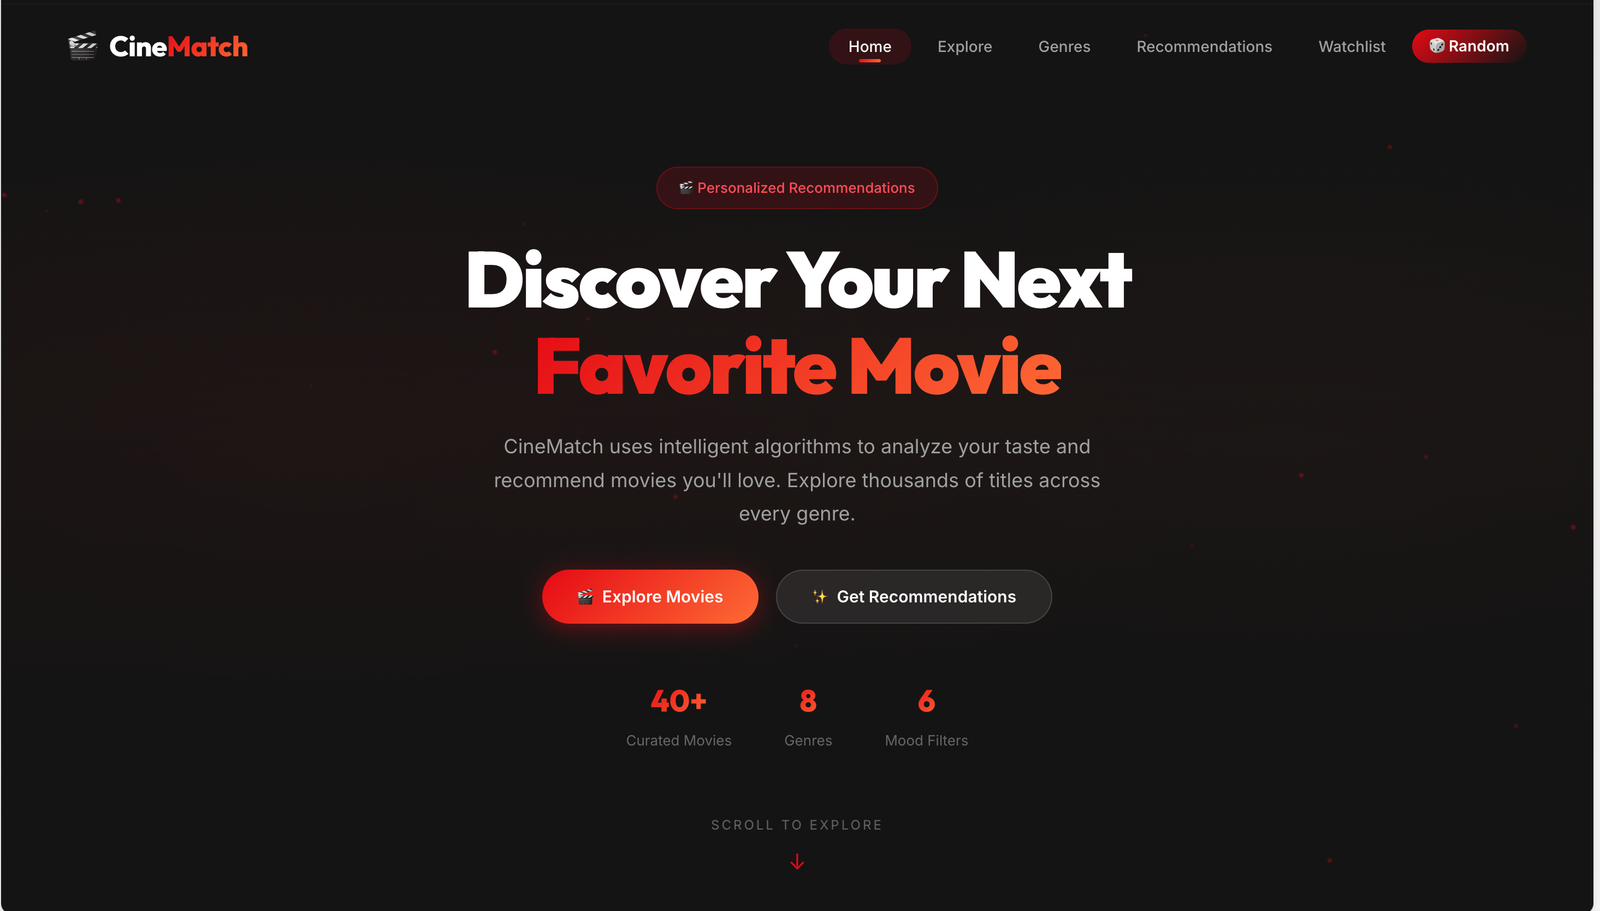 CineMatch
Home
Explore
Genres
Recommendations
Watchlist
Random
Personalized Recommendations
Discover Your Next
Favorite Movie
CineMatch uses intelligent algorithms to analyze your taste and
recommend movies you'll love. Explore thousands of titles across
every genre.
Explore Movies
Get Recommendations
40+
Curated Movies
8
Genres
6
Mood Filters
SCROLL TO EXPLORE